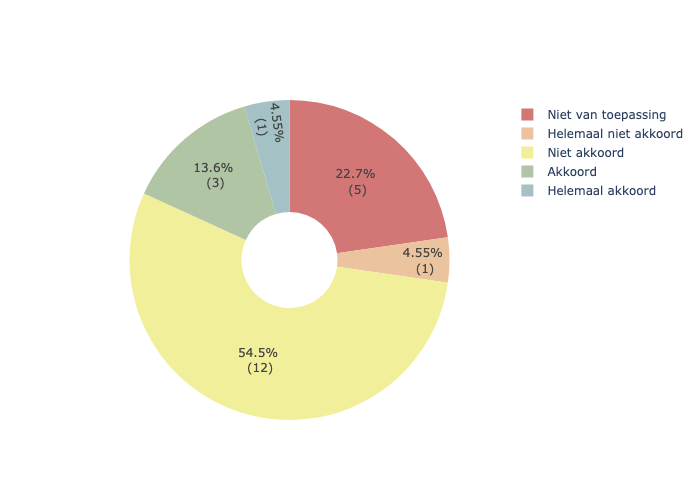 4.55%
(1)
22.7%
(5)
13.6%
(3)
4.55%
(1)
54.5%
(12)
Niet van toepassing
Helemaal niet akkoord
Niet akkoord
Akkoord
Helemaal akkoord